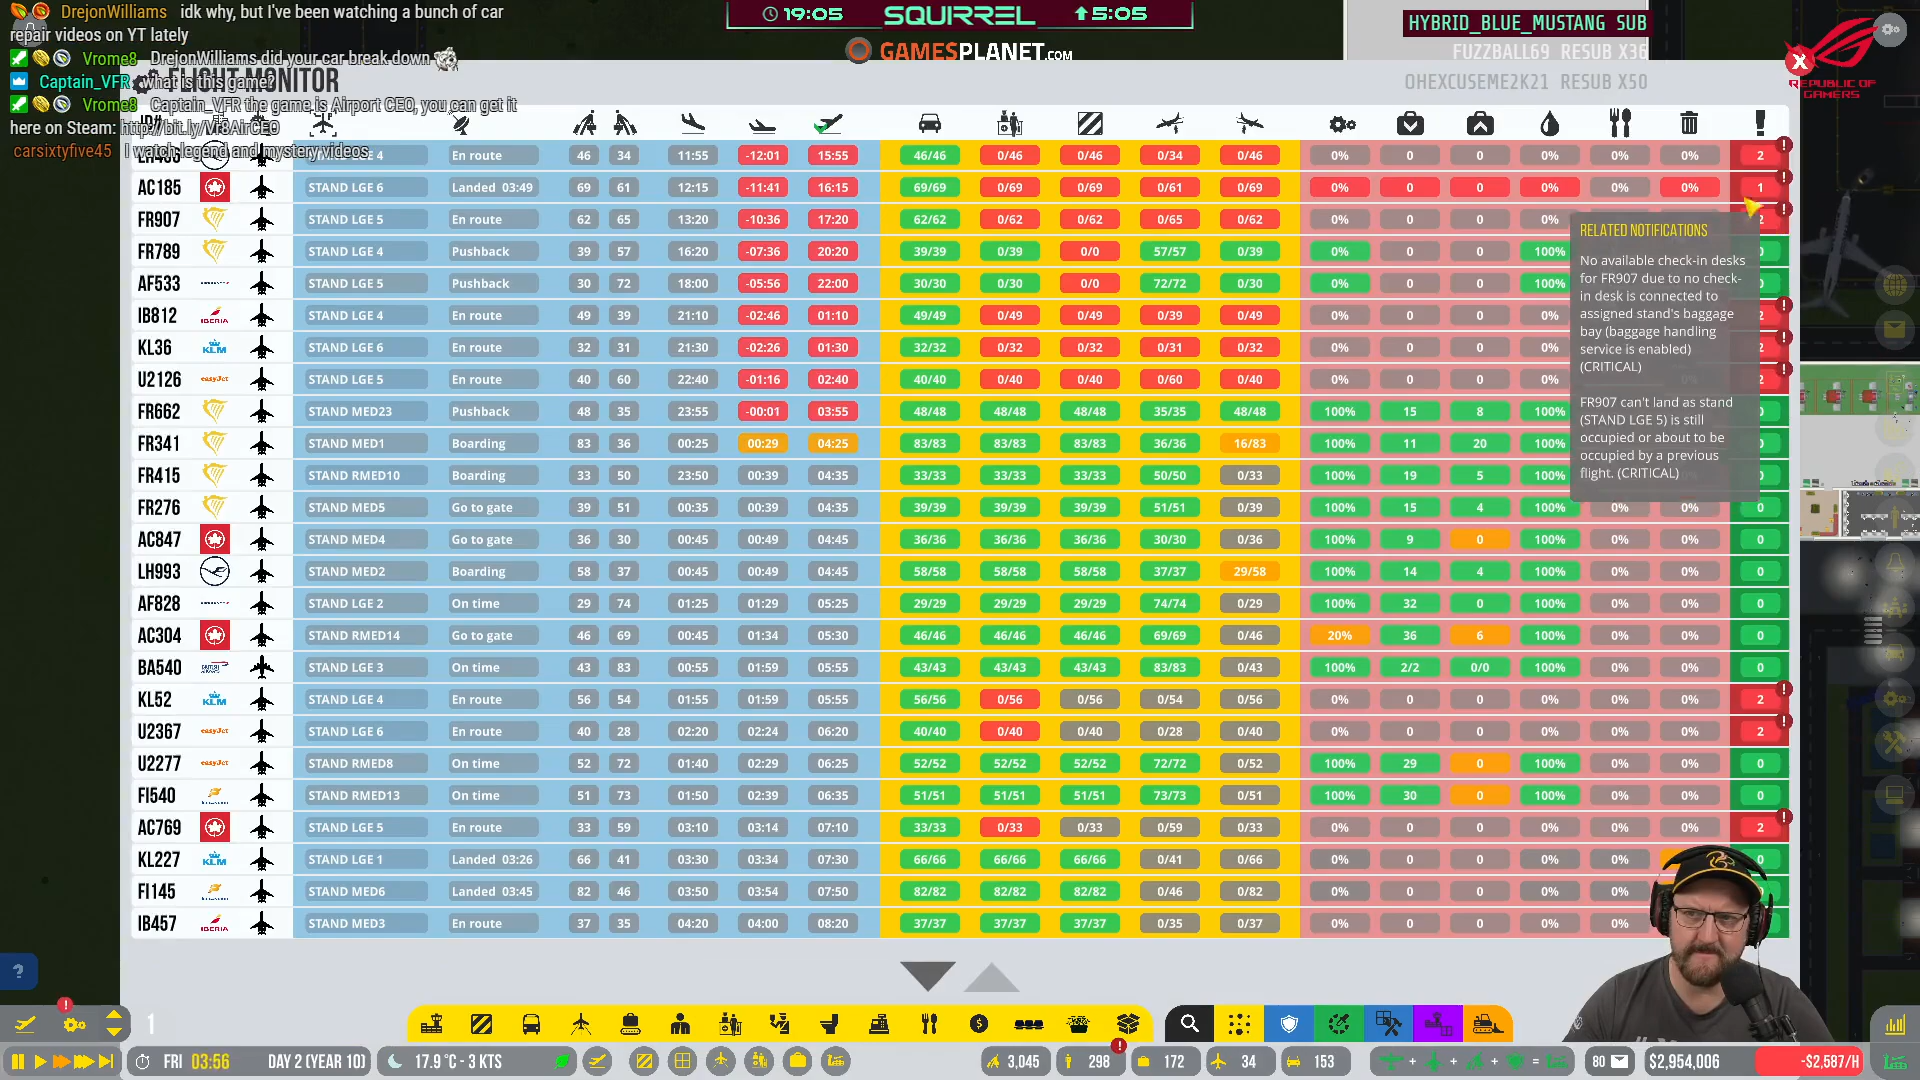 DrejonWilliams idk why, but I've been watching a bunch of car
repair videos on YT lately
Vrome8 DrejonWilliams did your car break down
Captain_VFR what is this game?
Vrome8 Captain_VFR the game is Airport CEO, you can get it
here on Steam: http://bit.ly/Vr8AirCEO
carsixtyfive45 I watch legend and mystery videos
19:05 SQUIRREL 5:05
GAMESPLANET.COM
HYBRID_BLUE_MUSTANG SUB
FUZZBALL69 RESUB X36
OHEXCUSEME2K21 RESUB X50
REPUBLIC OF GAMERS
FLIGHT MONITOR
4 En route 46 34 11:55 -12:01 15:55 46/46 0/46 0/46 0/34 0/46 0% 0 0 0% 0% 0% 2
AC185 STAND LGE 6 Landed 03:49 69 61 12:15 -11:41 16:15 69/69 0/69 0/69 0/61 0/69 0% 0 0 0% 0% 0% 1
FR907 STAND LGE 5 En route 62 65 13:20 -10:36 17:20 62/62 0/62 0/62 0/65 0/62 0% 0 0 0%
FR789 STAND LGE 4 Pushback 39 57 16:20 -07:36 20:20 39/39 0/39 0/0 57/57 0/39 0% 0 0 100%
AF533 STAND LGE 5 Pushback 30 72 18:00 -05:56 22:00 30/30 0/30 0/0 72/72 0/30 0% 0 0 100%
IB812 IBERIA STAND LGE 4 En route 49 39 21:10 -02:46 01:10 49/49 0/49 0/49 0/39 0/49 0% 0 0 0%
KL36 KLM STAND LGE 6 En route 32 31 21:30 -02:26 01:30 32/32 0/32 0/32 0/31 0/32 0% 0 0 0%
U2126 easyJet STAND LGE 5 En route 40 60 22:40 -01:16 02:40 40/40 0/40 0/40 0/60 0/40 0% 0 0 0%
FR662 STAND MED23 Pushback 48 35 23:55 -00:01 03:55 48/48 48/48 48/48 35/35 48/48 100% 15 8 100%
FR341 STAND MED1 Boarding 83 36 00:25 00:29 04:25 83/83 83/83 83/83 36/36 16/83 100% 11 20 100%
FR415 STAND RMED10 Boarding 33 50 23:50 00:39 04:35 33/33 33/33 33/33 50/50 0/33 100% 19 5 100%
FR276 STAND MED5 Go to gate 39 51 00:35 00:39 04:35 39/39 39/39 39/39 51/51 0/39 100% 15 4 100% 0% 0% 0
AC847 STAND MED4 Go to gate 36 30 00:45 00:49 04:45 36/36 36/36 36/36 30/30 0/36 100% 9 0 100% 0% 0% 0
LH993 STAND MED2 Boarding 58 37 00:45 00:49 04:45 58/58 58/58 58/58 37/37 29/58 100% 14 4 100% 0% 0% 0
AF828 STAND LGE 2 On time 29 74 01:25 01:29 05:25 29/29 29/29 29/29 74/74 0/29 100% 32 0 100% 0% 0% 0
AC304 STAND RMED14 Go to gate 46 69 00:45 01:34 05:30 46/46 46/46 46/46 69/69 0/46 20% 36 6 100% 0% 0% 0
BA540 STAND LGE 3 On time 43 83 00:55 01:59 05:55 43/43 43/43 43/43 83/83 0/43 100% 2/2 0/0 100% 0% 0% 0
KL52 KLM STAND LGE 4 En route 56 54 01:55 01:59 05:55 56/56 0/56 0/56 0/54 0/56 0% 0 0 0% 0% 0% 2
U2367 easyJet STAND LGE 6 En route 40 28 02:20 02:24 06:20 40/40 0/40 0/40 0/28 0/40 0% 0 0 0% 0% 0% 2
U2277 easyJet STAND RMED8 On time 52 72 01:40 02:29 06:25 52/52 52/52 52/52 72/72 0/52 100% 29 0 100% 0% 0% 0
FI540 STAND RMED13 On time 51 73 01:50 02:39 06:35 51/51 51/51 51/51 73/73 0/51 100% 30 0 100% 0% 0% 0
AC769 STAND LGE 5 En route 33 59 03:10 03:14 07:10 33/33 0/33 0/33 0/59 0/33 0% 0 0 0% 0% 0% 2
KL227 KLM STAND LGE 1 Landed 03:26 66 41 03:30 03:34 07:30 66/66 66/66 66/66 0/41 0/66 0% 0 0 0% 0% 0
FI145 STAND MED6 Landed 03:45 82 46 03:50 03:54 07:50 82/82 82/82 82/82 0/46 0/82 0% 0 0 0% 0%
IB457 IBERIA STAND MED3 En route 37 35 04:20 04:00 08:20 37/37 37/37 37/37 0/35 0/37 0% 0 0 0% 0%
RELATED NOTIFICATIONS
No available check-in desks
for FR907 due to no check-
in desk is connected to
assigned stand's baggage
bay (baggage handling
service is enabled)
(CRITICAL)
FR907 can't land as stand
(STAND LGE 5) is still
occupied or about to be
occupied by a previous
flight. (CRITICAL)
?
1
FRI 03:56 DAY 2 (YEAR 10) 17.9°C - 3 KTS 3,045 298 172 34 153 80 $2,954,006 -$2,587/H